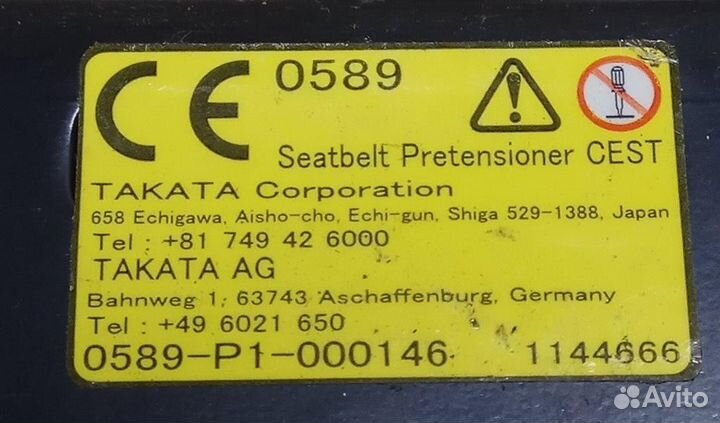 CE 0589
Seatbelt Pretensioner CEST
TAKATA Corporation
658 Echigawa, Aisho-cho, Echi-gun, Shiga 529-1388, Japan
Tel : +81 749 42 6000
TAKATA AG
Bahnweg 1, 63743 Aschaffenburg, Germany
Tel : +49 6021 650
0589-P1-000146 1144666
Avito